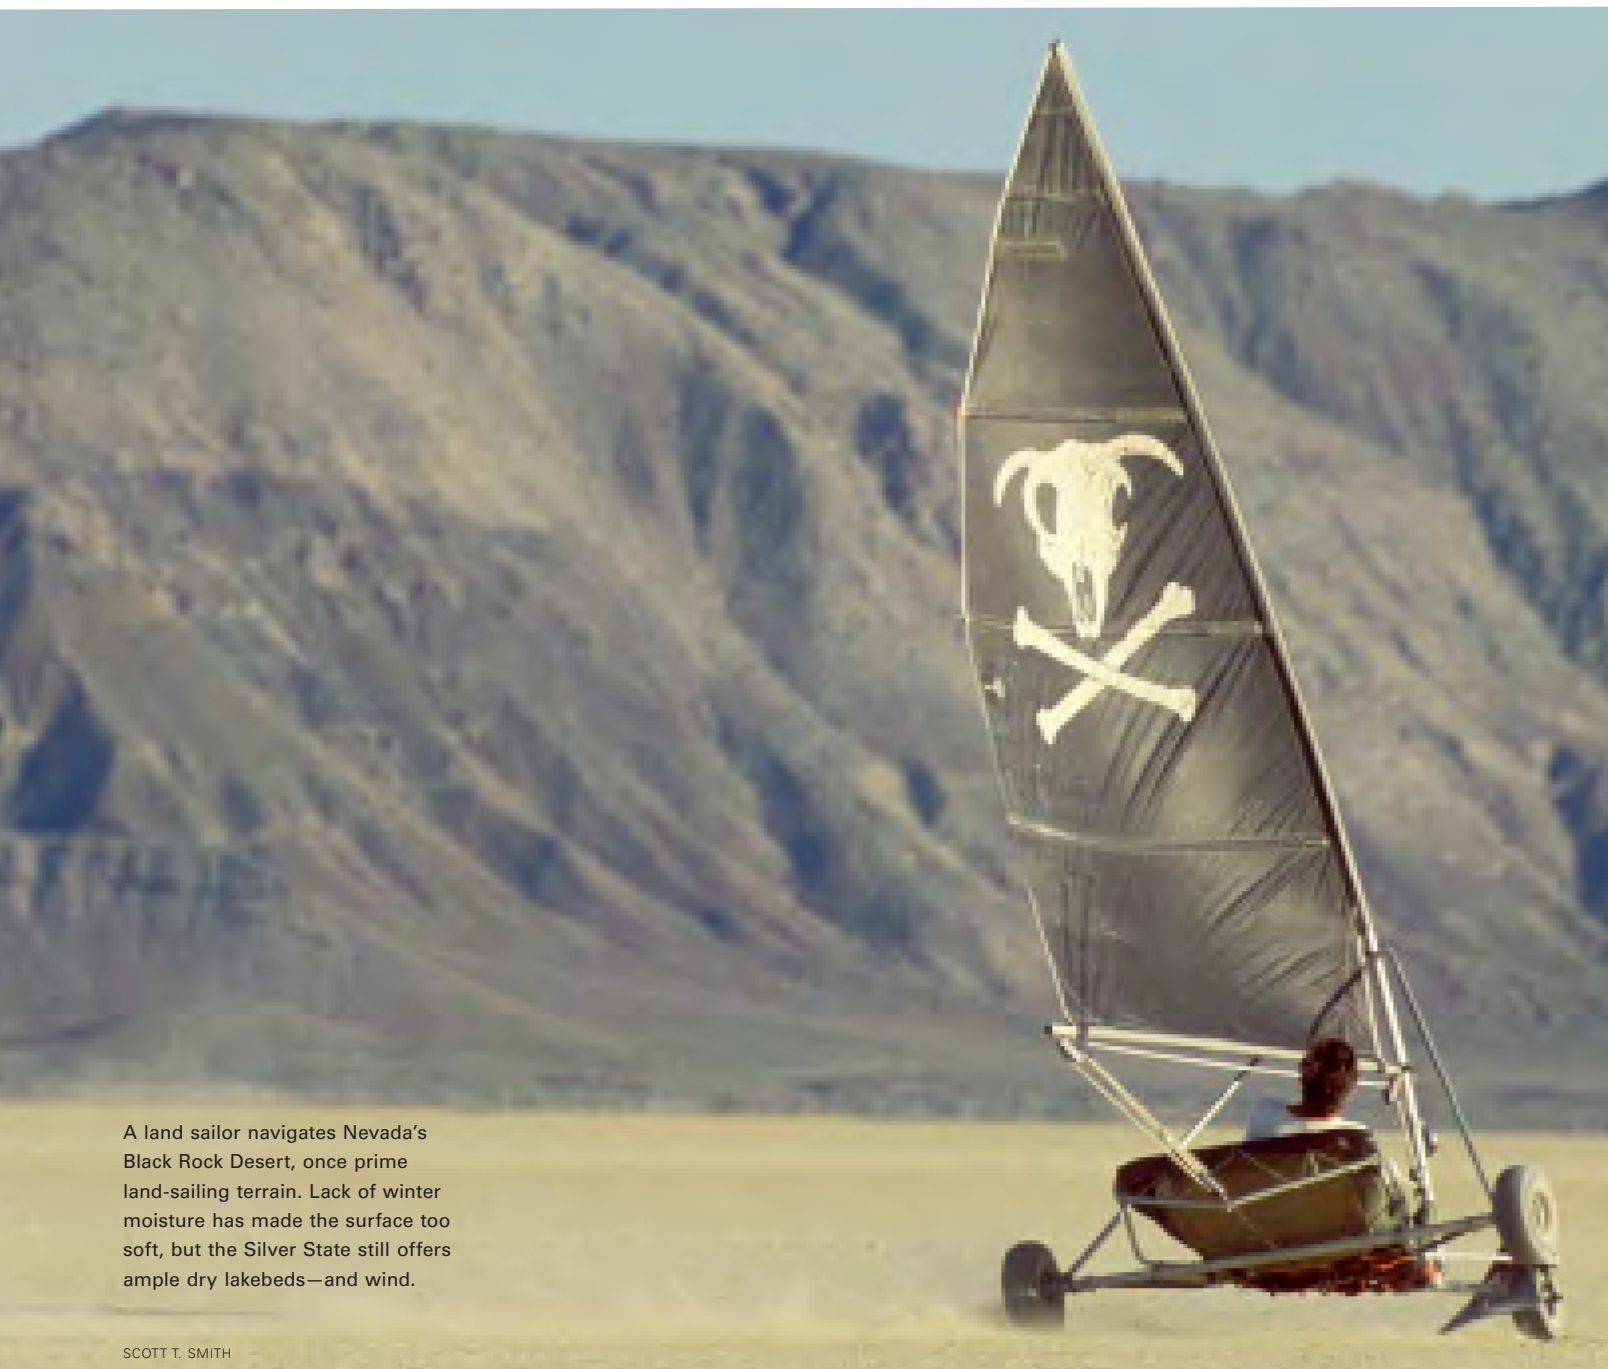 A land sailor navigates Nevada’s
Black Rock Desert, once prime
land-sailing terrain. Lack of winter
moisture has made the surface too
soft, but the Silver State still offers
ample dry lakebeds—and wind.
SCOTT T. SMITH